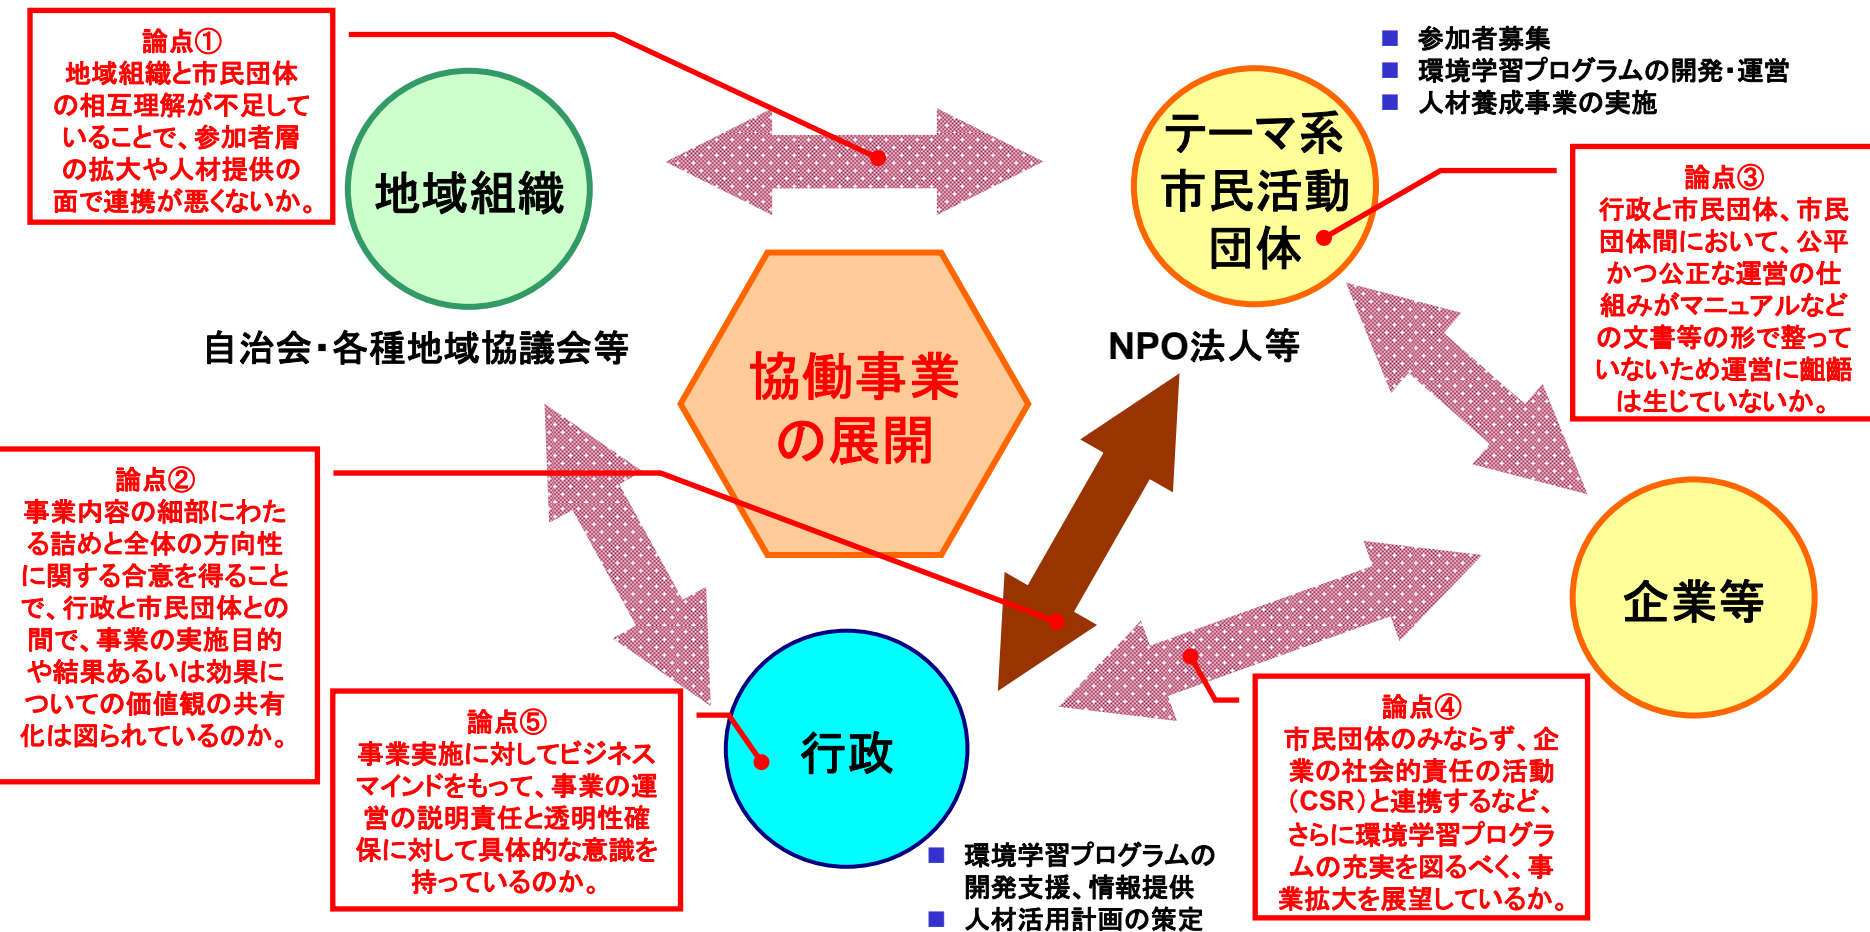 論点①
地域組織と市民団体
の相互理解が不足して
いることで、参加者層
の拡大や人材提供の
面で連携が悪くないか。
地域組織
自治会・各種地域協議会等
テーマ系
市民活動
団体
NPO法人等
■ 参加者募集
■ 環境学習プログラムの開発・運営
■ 人材養成事業の実施
論点③
行政と市民団体、市民
団体間において、公平
かつ公正な運営の仕
組みがマニュアルなど
の文書等の形で整って
いないため運営に齟齬
は生じていないか。
協働事業
の展開
論点②
事業内容の細部にわた
る詰めと全体の方向性
に関する合意を得ること
で、行政と市民団体との
間で、事業の実施目的
や結果あるいは効果に
ついての価値観の共有
化は図られているのか。
企業等
論点⑤
事業実施に対してビジネス
マインドをもって、事業の運
営の説明責任と透明性確
保に対して具体的な意識を
持っているのか。
行政
■ 環境学習プログラムの
開発支援、情報提供
■ 人材活用計画の策定
論点④
市民団体のみならず、企
業の社会的責任の活動
（CSR）と連携するなど、
さらに環境学習プログラ
ムの充実を図るべく、事
業拡大を展望しているか。